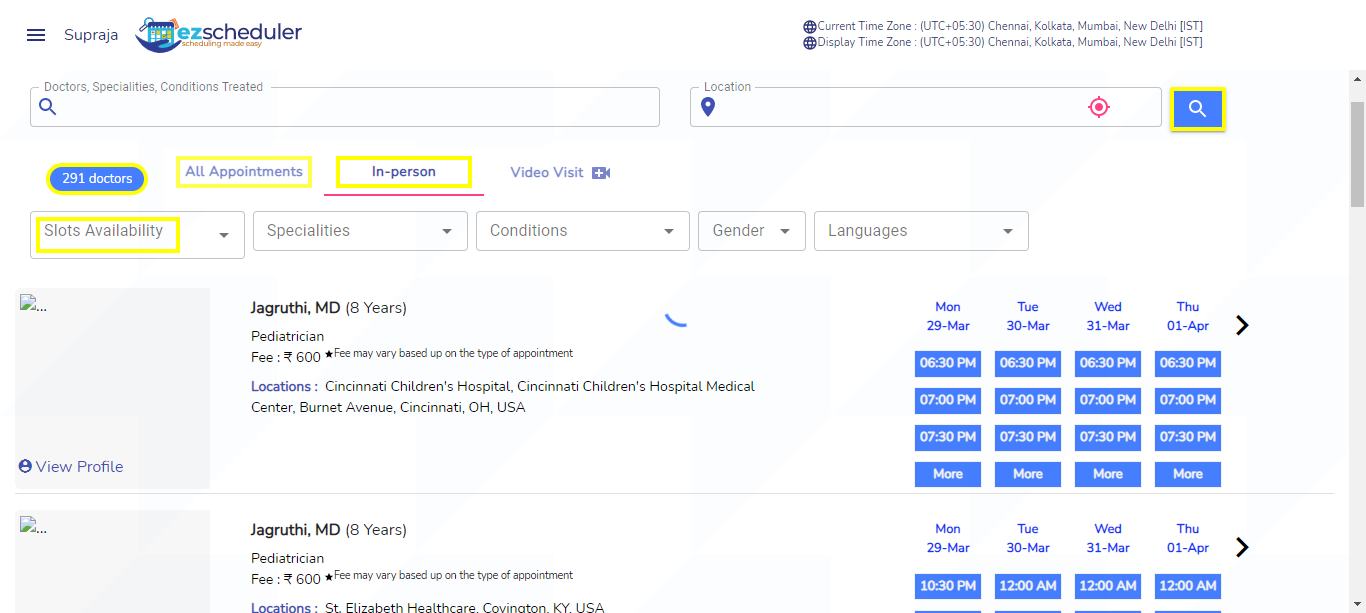 Supraja
ezscheduler
scheduling made easy
Current Time Zone : (UTC+05:30) Chennai, Kolkata, Mumbai, New Delhi [IST]
Display Time Zone : (UTC+05:30) Chennai, Kolkata, Mumbai, New Delhi [IST]
Doctors, Specialities, Conditions Treated
Location
291 doctors
All Appointments
In-person
Video Visit
Slots Availability
Specialities
Conditions
Gender
Languages
...
Jagruthi, MD (8 Years)
Pediatrician
Fee : ₹ 600 ★Fee may vary based up on the type of appointment
Locations : Cincinnati Children's Hospital, Cincinnati Children's Hospital Medical
Center, Burnet Avenue, Cincinnati, OH, USA
View Profile
Mon Tue Wed Thu
29-Mar 30-Mar 31-Mar 01-Apr
06:30 PM 06:30 PM 06:30 PM 06:30 PM
07:00 PM 07:00 PM 07:00 PM 07:00 PM
07:30 PM 07:30 PM 07:30 PM 07:30 PM
More More More More
...
Jagruthi, MD (8 Years)
Pediatrician
Fee : ₹ 600 ★Fee may vary based up on the type of appointment
Locations : St. Elizabeth Healthcare, Covington, KY, USA
Mon Tue Wed Thu
29-Mar 30-Mar 31-Mar 01-Apr
10:30 PM 12:00 AM 12:00 AM 12:00 AM